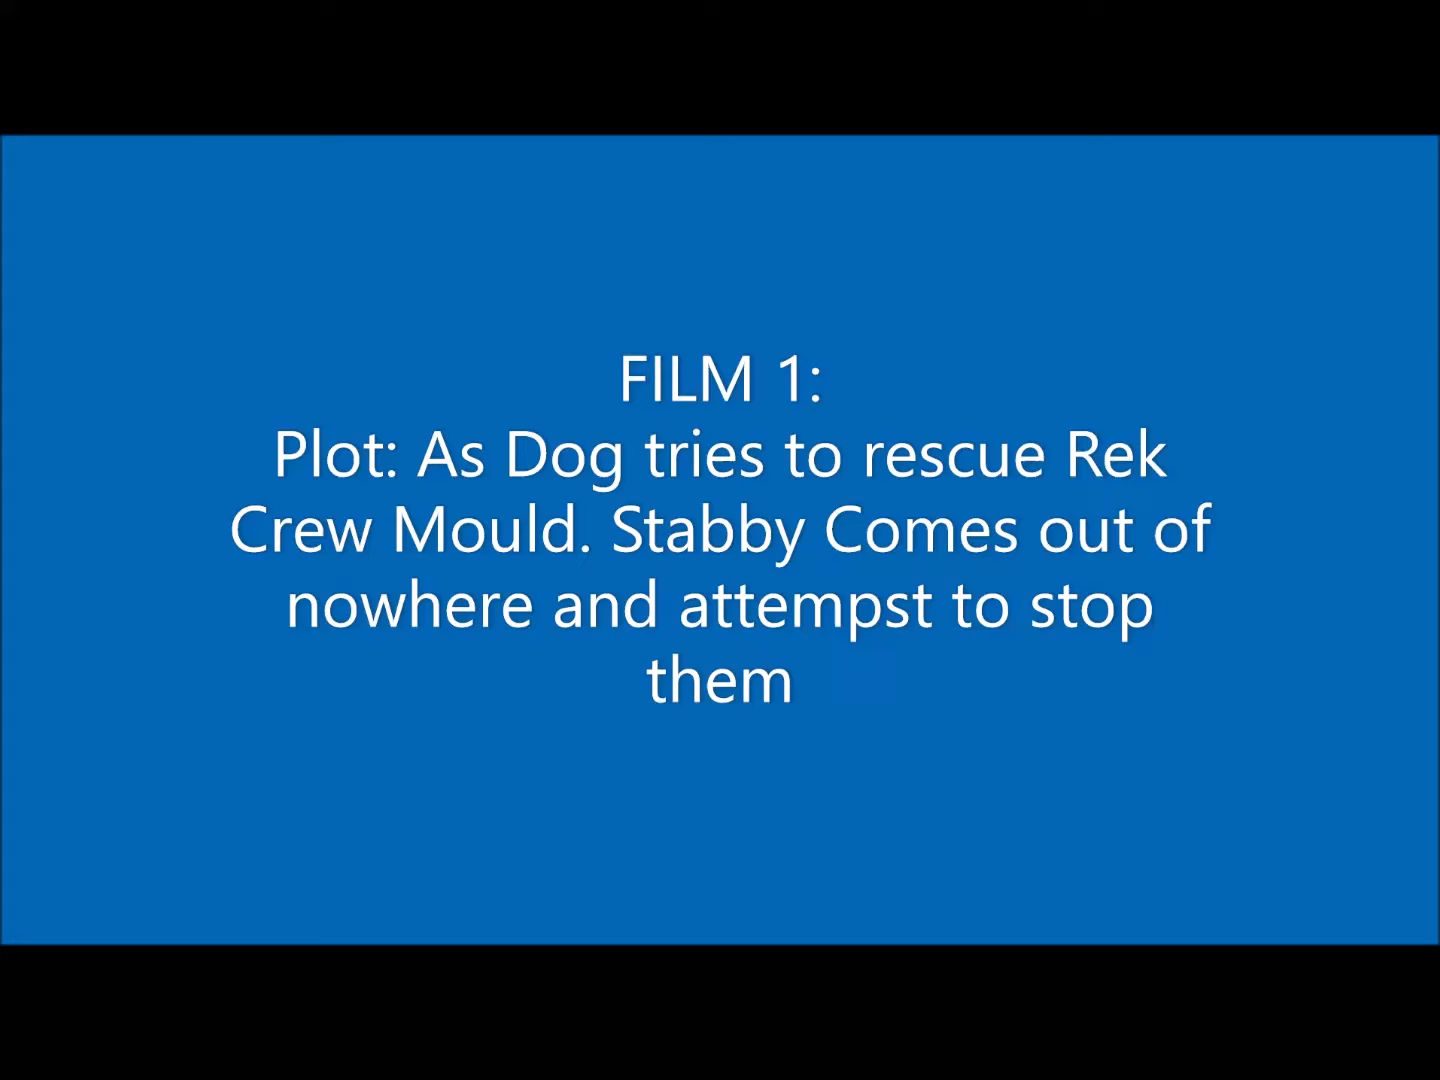 FILM 1:
Plot: As Dog tries to rescue Rek
Crew Mould. Stabby Comes out of
nowhere and attempst to stop
them